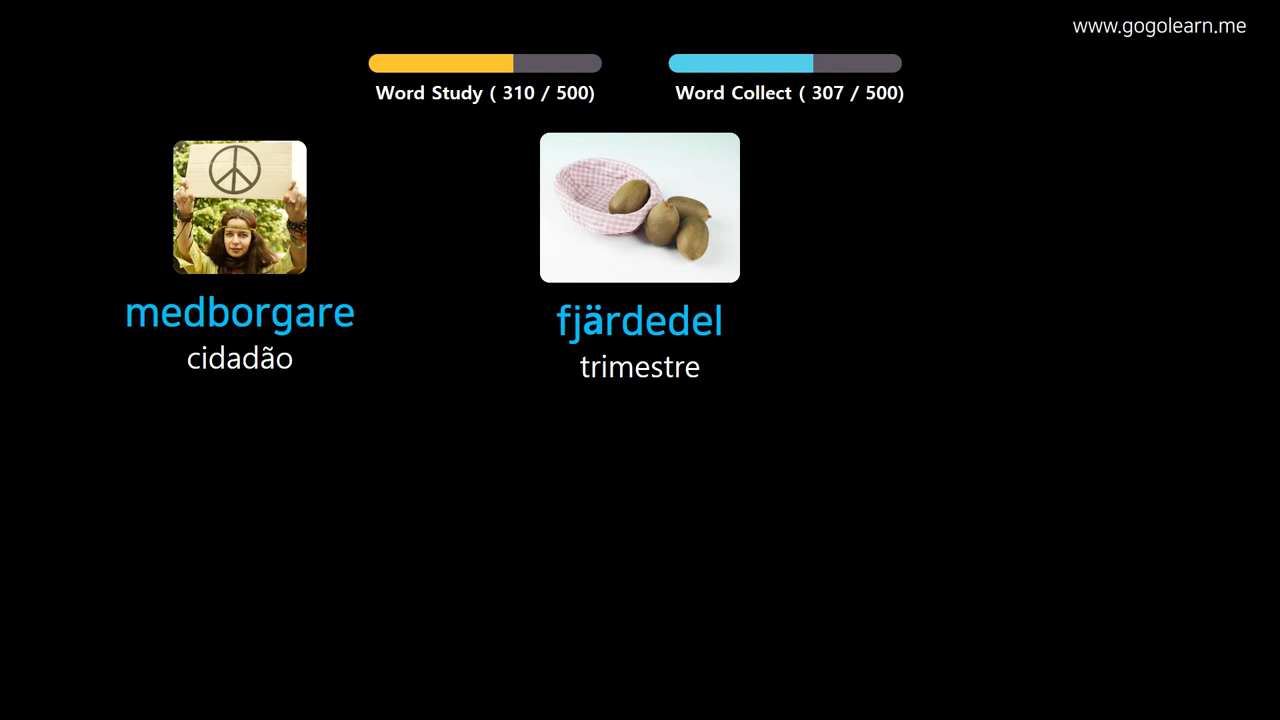 www.gogolearn.me
Word Study ( 310 / 500)
Word Collect ( 307 / 500)
medborgare
cidadão
fjärdedel
trimestre